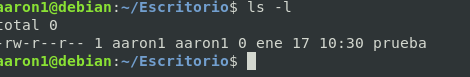 aaron1@debian:~/Escritorio$ ls -l
total 0
-rw-r--r-- 1 aaron1 aaron1 0 ene 17 10:30 prueba
aaron1@debian:~/Escritorio$